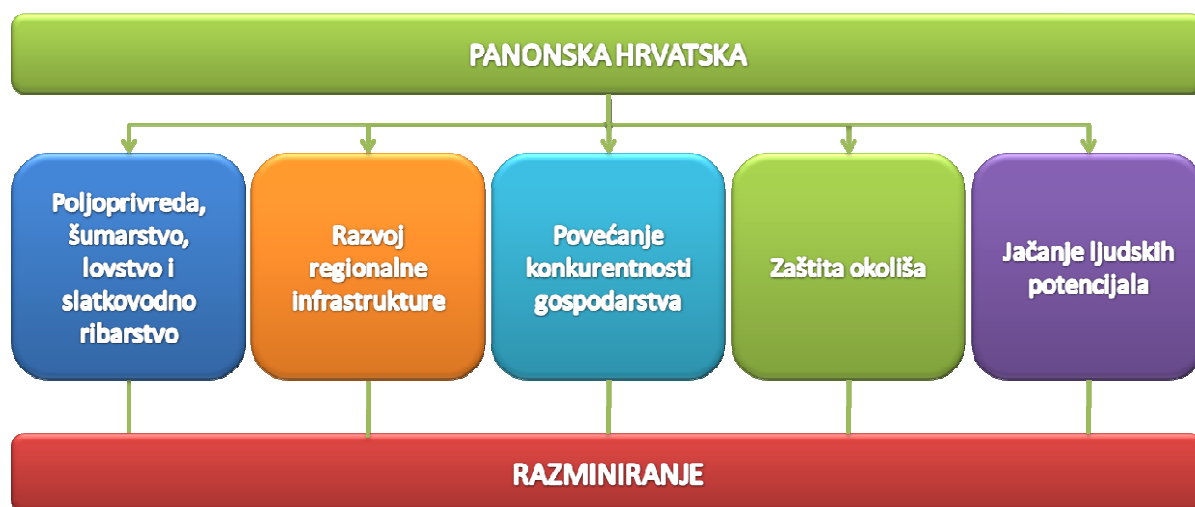 PANONSKA HRVATSKA
Poljoprivreda,
šumarstvo,
lovstvo i
slatkovodno
ribarstvo
Razvoj
regionalne
infrastrukture
Povećanje
konkurentnosti
gospodarstva
Zaštita okoliša
Jačanje ljudskih
potencijala
RAZMINIRANJE